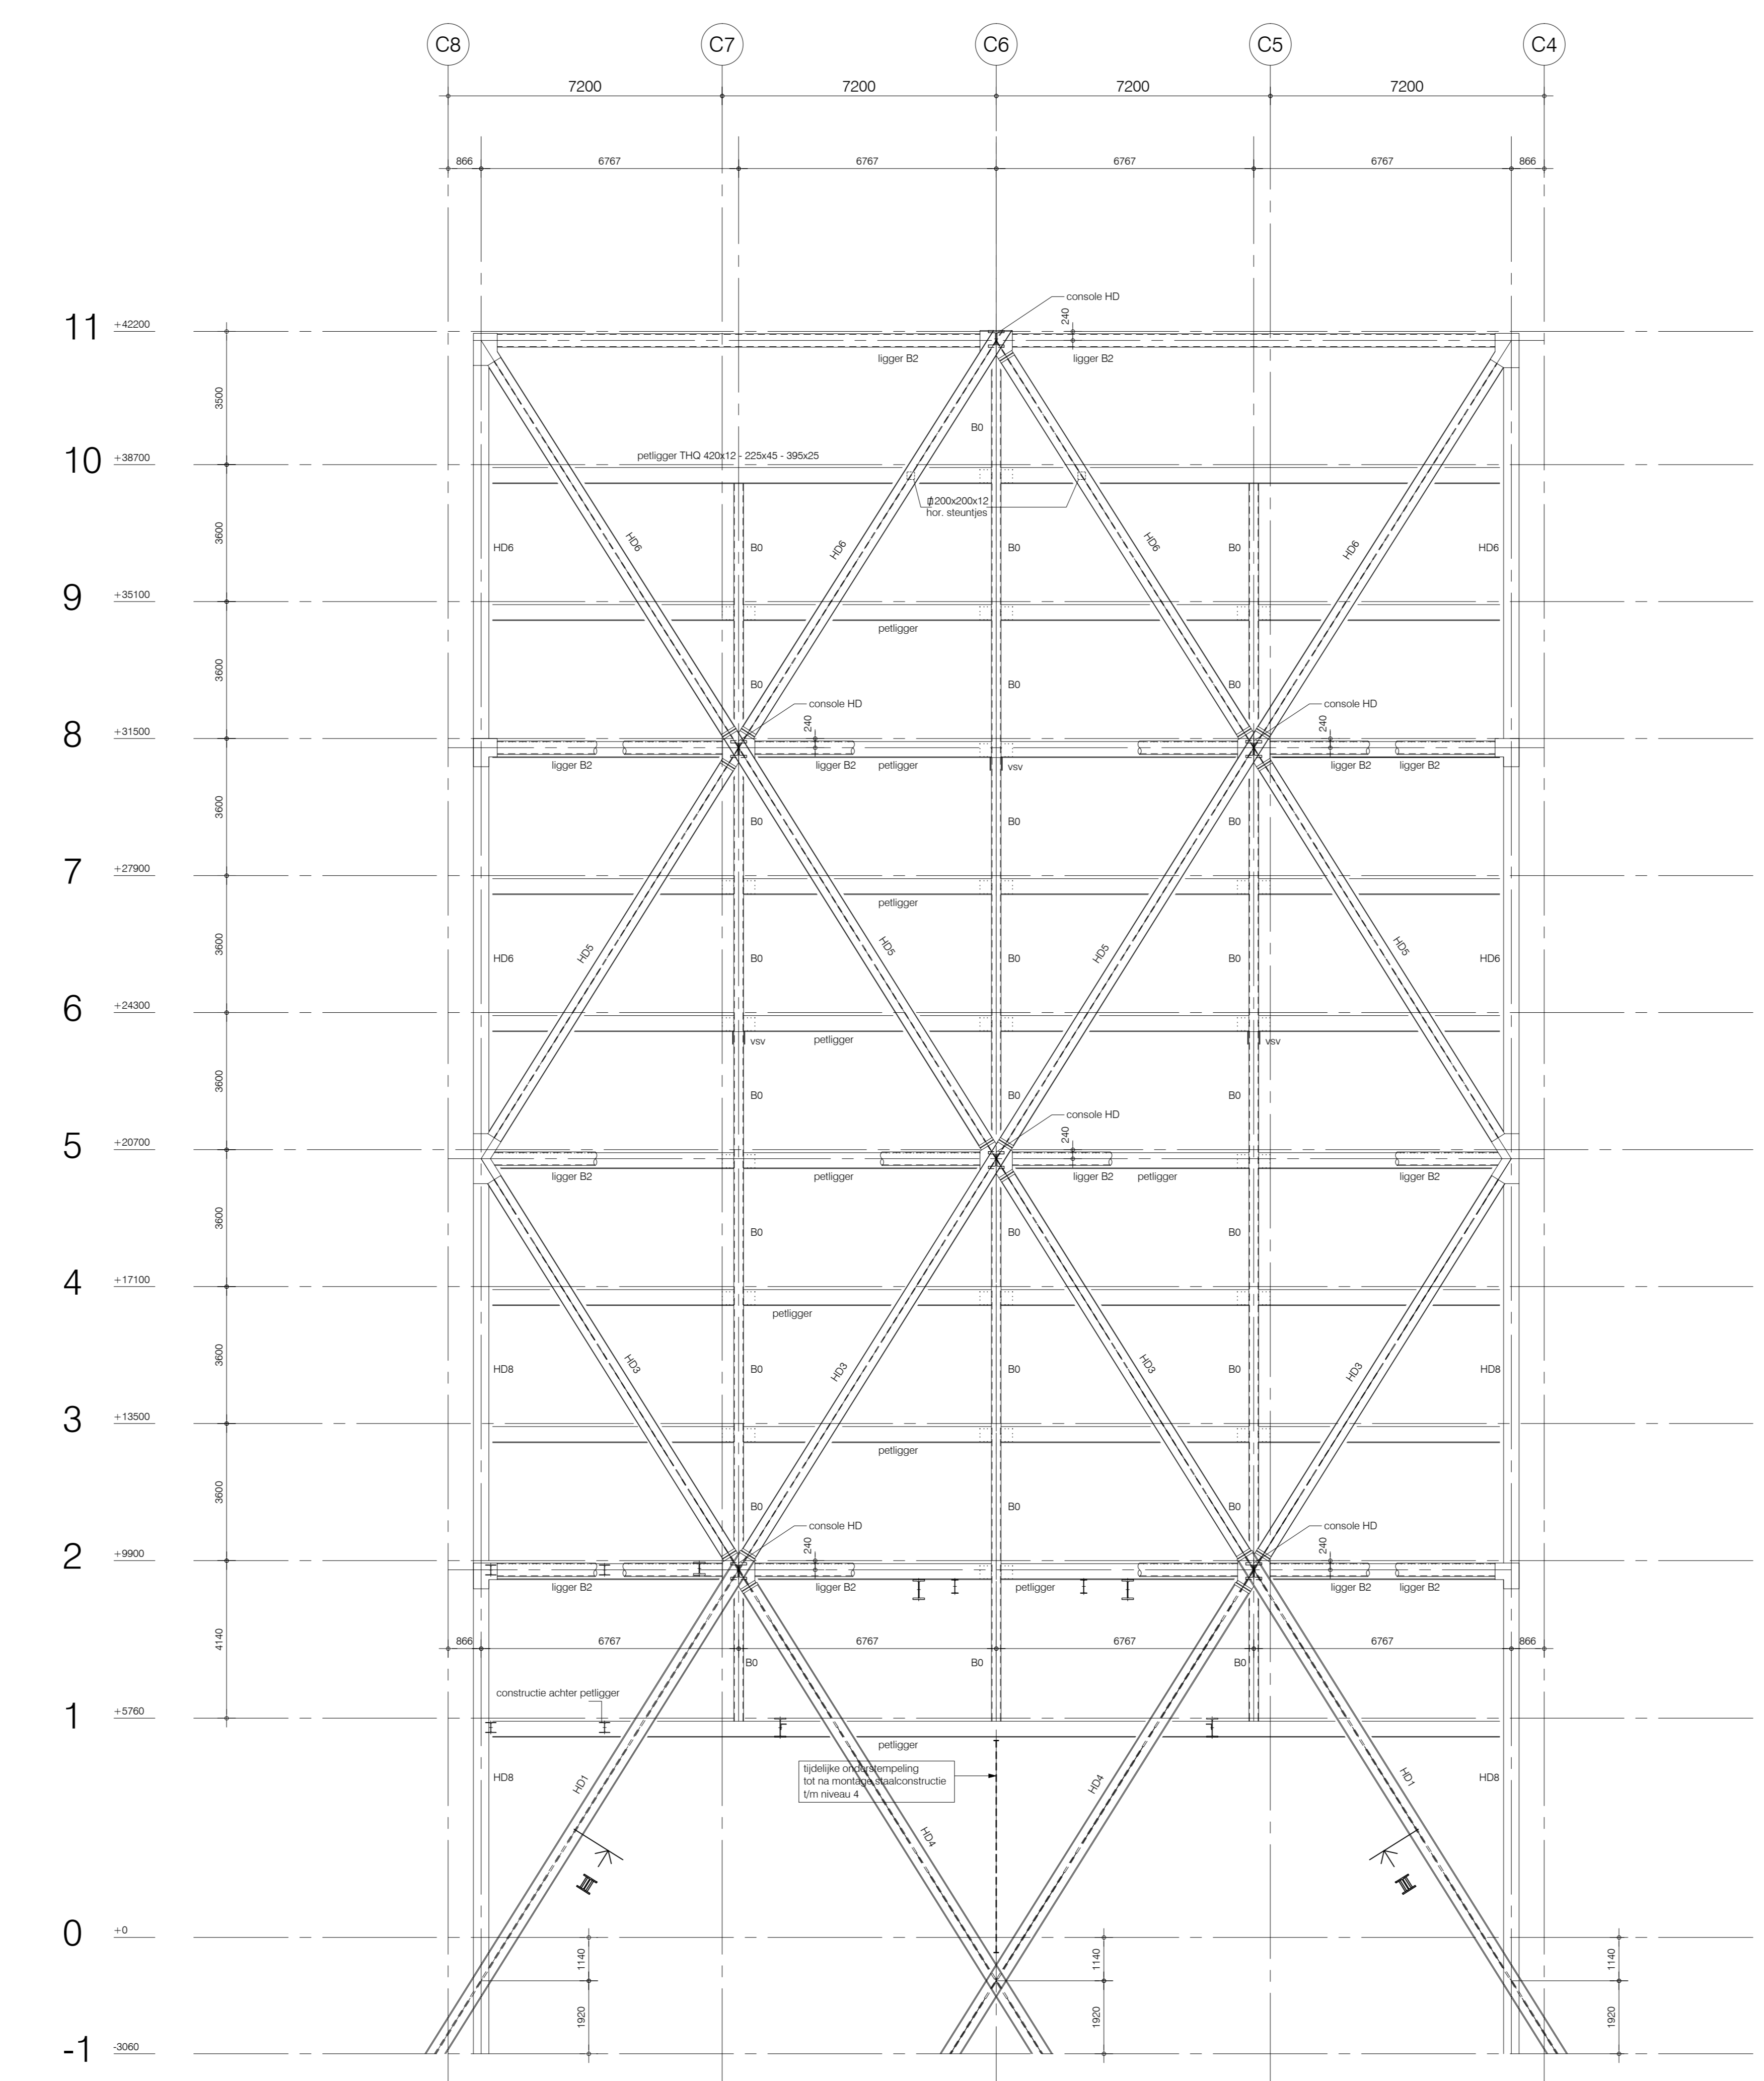 C8 C7 C6 C5 C4
7200 7200 7200 7200
866 6767 6767 6767 6767 866
console HD
240
11 +42200
ligger B2 ligger B2
3500
B0
petligger THQ 420x12 - 225x45 - 395x25
10 +38700
200x200x12
hor. steuntjes
3600
HD6 HD6 B0 HD6 B0 HD6 B0 HD6 HD6
9 +35100
petligger
3600
B0 B0 B0
console HD console HD
240 240
8 +31500
ligger B2 ligger B2 petligger vsv ligger B2 ligger B2
3600
B0 B0 B0
7 +27900
petligger
3600
HD6 HD5 B0 HD5 B0 HD5 B0 HD5 HD6
6 +24300
vsv petligger vsv
3600
B0 B0 B0
console HD
240
5 +20700
ligger B2 petligger ligger B2 petligger ligger B2
3600
B0 B0 B0
4 +17100
petligger
3600
HD8 HD3 B0 HD3 B0 HD3 B0 HD3 HD8
3 +13500
petligger
3600
B0 B0 B0
console HD console HD
240 240
2 +9900
ligger B2 ligger B2 petligger ligger B2 ligger B2
4140
866 6767 6767 6767 6767 866
B0 B0 B0
constructie achter petligger
1 +5760
petligger
tijdelijke onderstempeling
tot na montage staalconstructie
t/m niveau 4
HD8 HD1 HD4 HD4 HD1 HD8
0 +0
1140 1140 1140
1920 1920 1920
-1 -3060